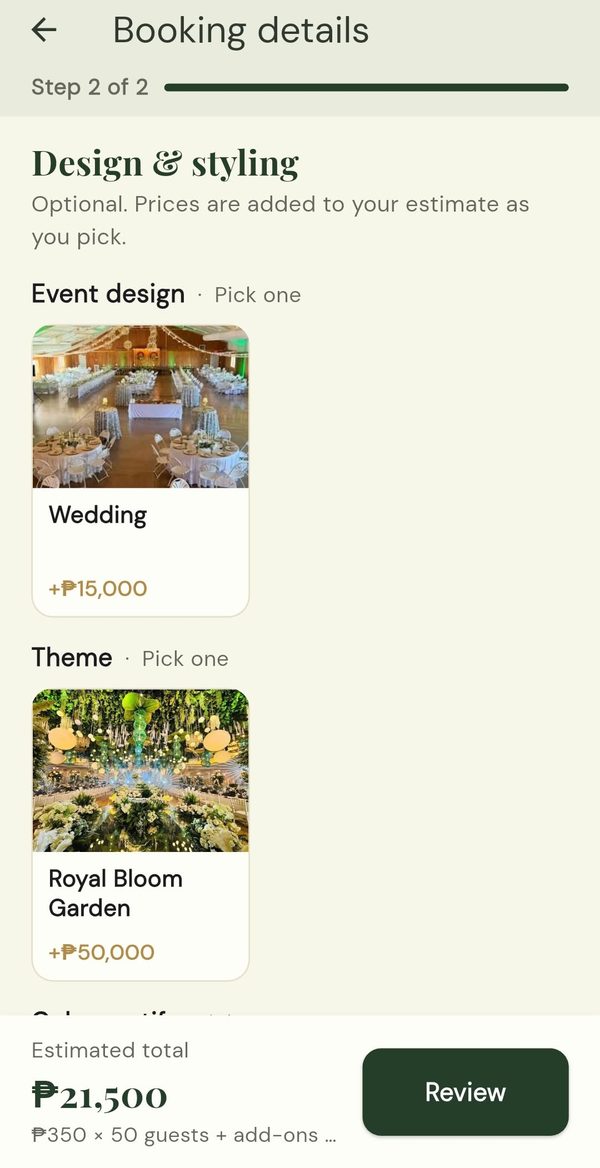 Booking details
Step 2 of 2
Design & styling
Optional. Prices are added to your estimate as
you pick.
Event design · Pick one
Wedding
+₱15,000
Theme · Pick one
Royal Bloom
Garden
+₱50,000
Estimated total
₱21,500
₱350 × 50 guests + add-ons ...
Review